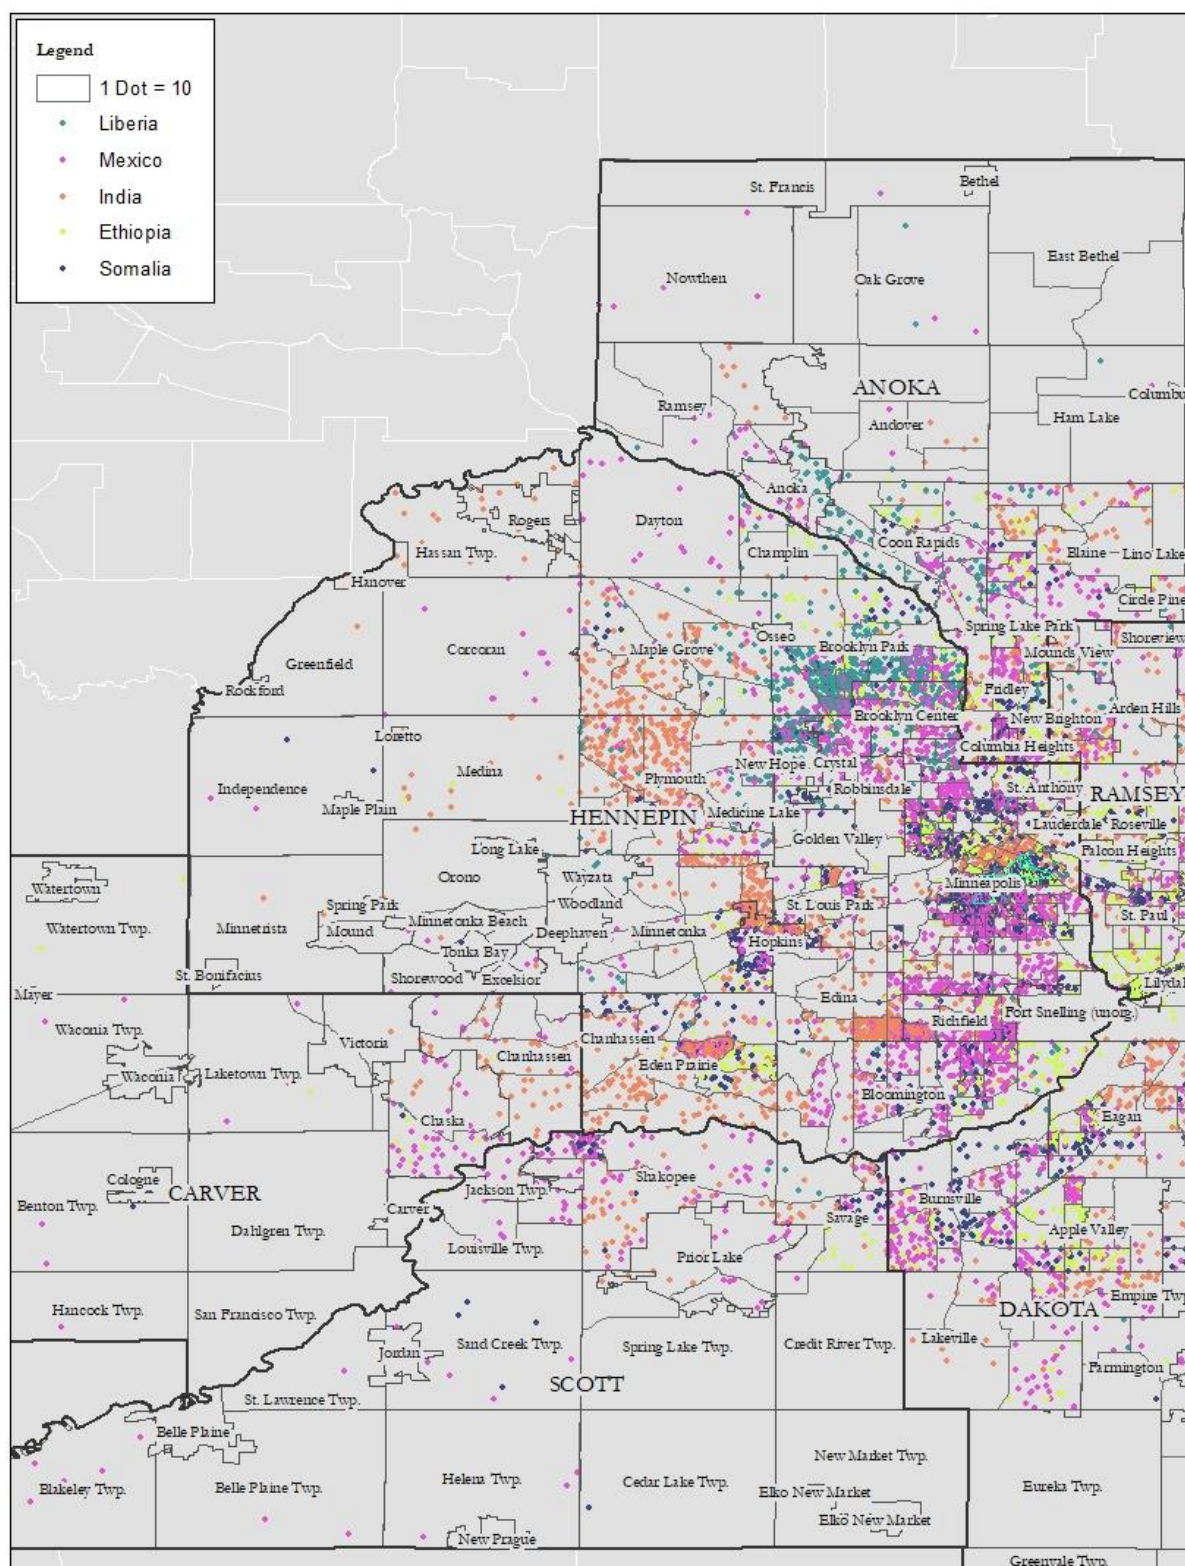 Legend
1 Dot = 10
Liberia
Mexico
India
Ethiopia
Somalia
St. Francis
Bethel
East Bethel
Nowthen
Oak Grove
ANOKA
Columbu
Ramsey
Andover
Ham Lake
Anoka
Rogers
Dayton
Coon Rapids
Hassan Twp.
Champlin
Blaine
Lino Lake
Hanover
Circle Pine
Spring Lake Park
Osseo
Shoreview
Corcoran
Maple Grove
Brooklyn Park
Mounds View
Greenfield
Rockford
Fridley
Arden Hills
Brooklyn Center
New Brighton
Loretto
Columbia Heights
Medina
Plymouth
New Hope
Crystal
Independence
Robbinsdale
St. Anthony
RAMSEY
Maple Plain
HENNEPIN
Medicine Lake
Lauderdale
Roseville
Golden Valley
Long Lake
Falcon Heights
Orono
Wayzata
Minneapolis
Watertown
Woodland
Spring Park
St. Louis Park
St. Paul
Watertown Twp.
Minnetrista
Mound
Minnetonka Beach
Deephaven
Minnetonka
Hopkins
Tonka Bay
St. Bonifacius
Shorewood
Excelsior
Lilydal
Mayer
Edina
Fort Snelling (unorg.)
Waconia Twp.
Victoria
Chanhassen
Richfield
Chanhassen
Waconia
Laketown Twp.
Eden Prairie
Bloomington
Chaska
Eagan
Cologne
CARVER
Jackson Twp.
Shakopee
Benton Twp.
Carver
Burnsville
Dahlgren Twp.
Savage
Apple Valley
Louisville Twp.
Prior Lake
Hancock Twp.
San Francisco Twp.
DAKOTA
Empire Twp
Sand Creek Twp.
Spring Lake Twp.
Credit River Twp.
Lakeville
Jordan
Farmington
SCOTT
St. Lawrence Twp.
Belle Plaine
New Market Twp.
Blakeley Twp.
Belle Plaine Twp.
Helena Twp.
Cedar Lake Twp.
Eureka Twp.
Elko New Market
Elko New Market
New Prague
Greenvale Twp.